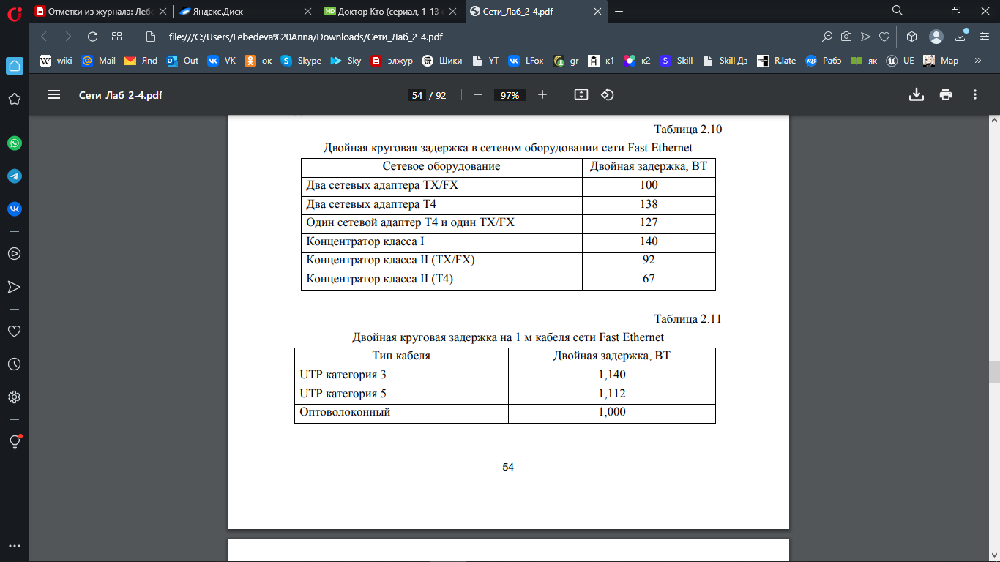 Отметки из журнала: Лебе
Яндекс.Диск
HD Доктор Кто (сериал, 1-13
Сети_Лаб_2-4.pdf
file:///C:/Users/Lebedeva%20Anna/Downloads/Сети_Лаб_2-4.pdf
W wiki @ Mail Яnd Out VK ок S Skype Sky элжур Шики YT LFox gr к1 к2 S Skill Skill Дз R.late RB Рабэ як UE Map »
Сети_Лаб_2-4.pdf 54 / 92 — 97% +
Таблица 2.10
Двойная круговая задержка в сетевом оборудовании сети Fast Ethernet
Сетевое оборудование Двойная задержка, BT
Два сетевых адаптера TX/FX 100
Два сетевых адаптера T4 138
Один сетевой адаптер T4 и один TX/FX 127
Концентратор класса I 140
Концентратор класса II (TX/FX) 92
Концентратор класса II (T4) 67
Таблица 2.11
Двойная круговая задержка на 1 м кабеля сети Fast Ethernet
Тип кабеля Двойная задержка, BT
UTP категория 3 1,140
UTP категория 5 1,112
Оптоволоконный 1,000
54